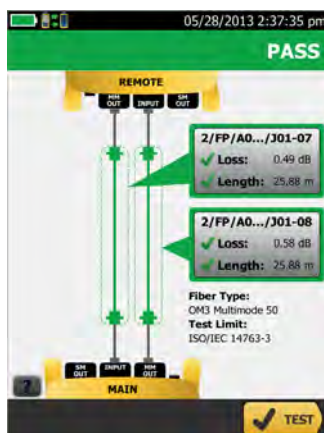 05/28/2013 2:37:35 pm
PASS
REMOTE
MM OUT
INPUT
SM OUT
2/FP/A0.../J01-07
Loss: 0.49 dB
Length: 25.88 m
2/FP/A0.../J01-08
Loss: 0.58 dB
Length: 25.88 m
Fiber Type:
OM3 Multimode 50
Test Limit:
ISO/IEC 14763-3
SM OUT
INPUT
MM OUT
MAIN
?
TEST